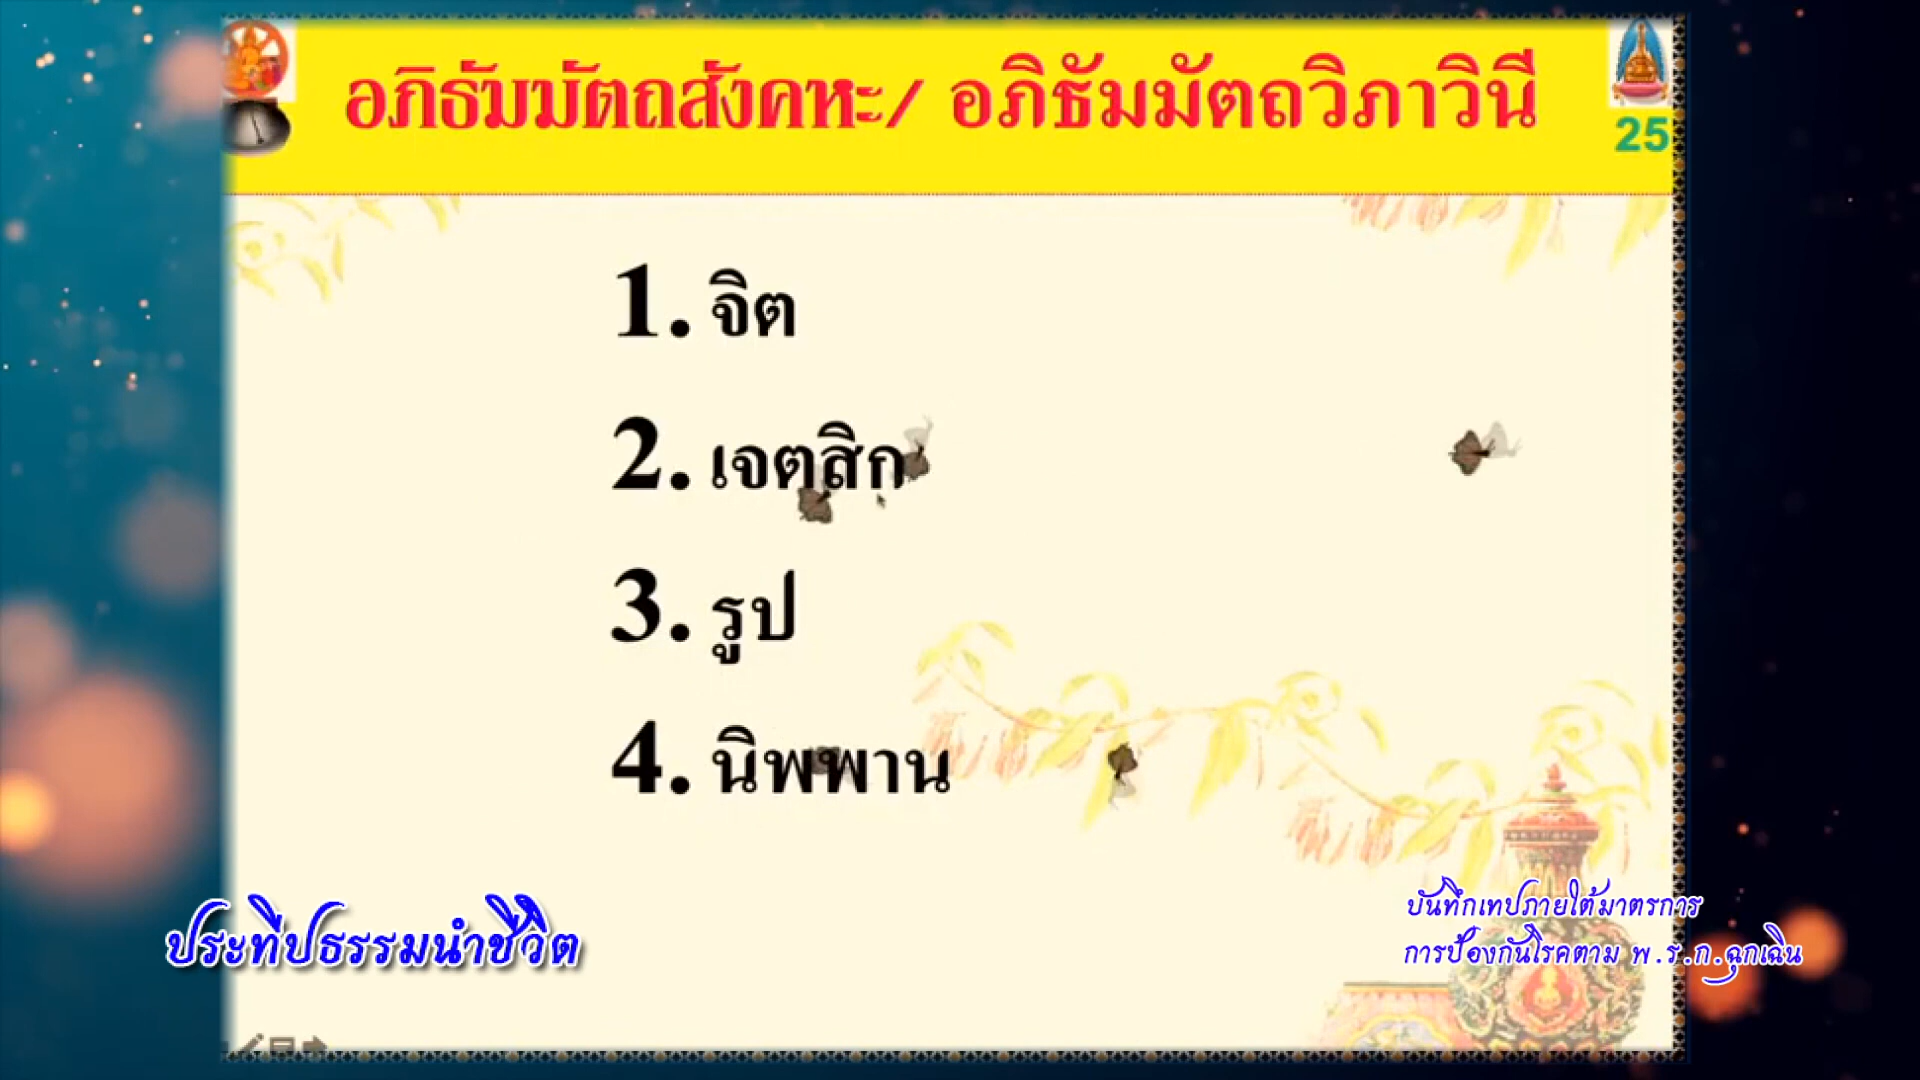 อภิธัมมัตถสังคหะ/ อภิธัมมัตถวิภาวินี
25
1. จิต
2. เจตสิก
3. รูป
4. นิพพาน
ประทีปธรรมนำชีวิต
บันทึกเทปภายใต้มาตรการ
การป้องกันโรคตาม พ.ร.ก.ฉุกเฉิน